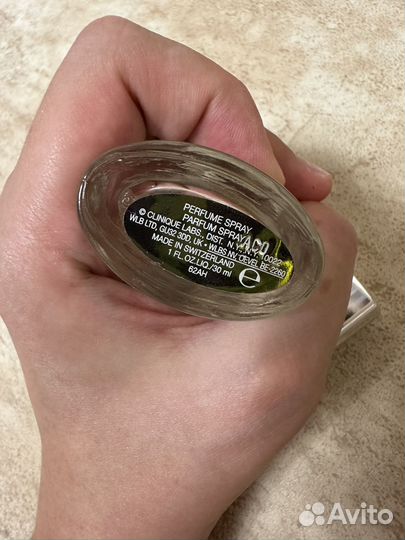 PERFUME SPRAY
PARFUM SPRAY
© CLINIQUE LABS., DIST. N.Y., N.Y. 10022
WLB LTD, GU32 3DD, UK • WLBS NV, OEVEL BE-2260
MADE IN SWITZERLAND
1 FL.OZ.LIQ./30 ml e
62AH
Avito